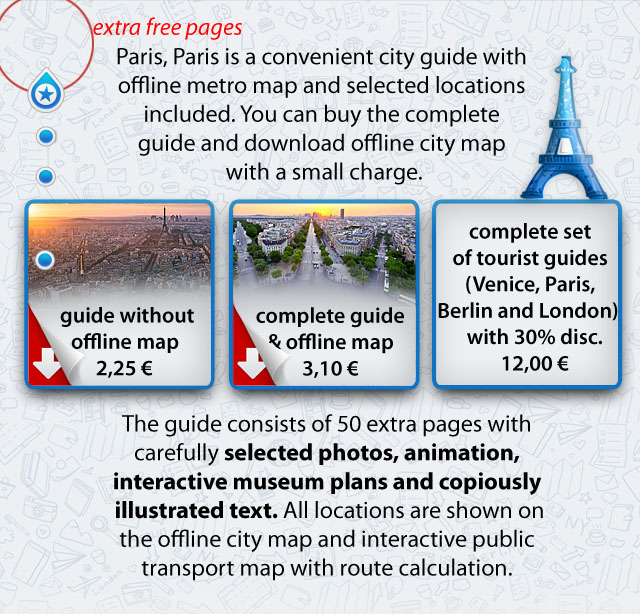 extra free pages
Paris, Paris is a convenient city guide with
offline metro map and selected locations
included. You can buy the complete
guide and download offline city map
with a small charge.
guide without
offline map
2,25 €
complete guide
& offline map
3,10 €
complete set
of tourist guides
(Venice, Paris,
Berlin and London)
with 30% disc.
12,00 €
The guide consists of 50 extra pages with
carefully selected photos, animation,
interactive museum plans and copiously
illustrated text. All locations are shown on
the offline city map and interactive public
transport map with route calculation.